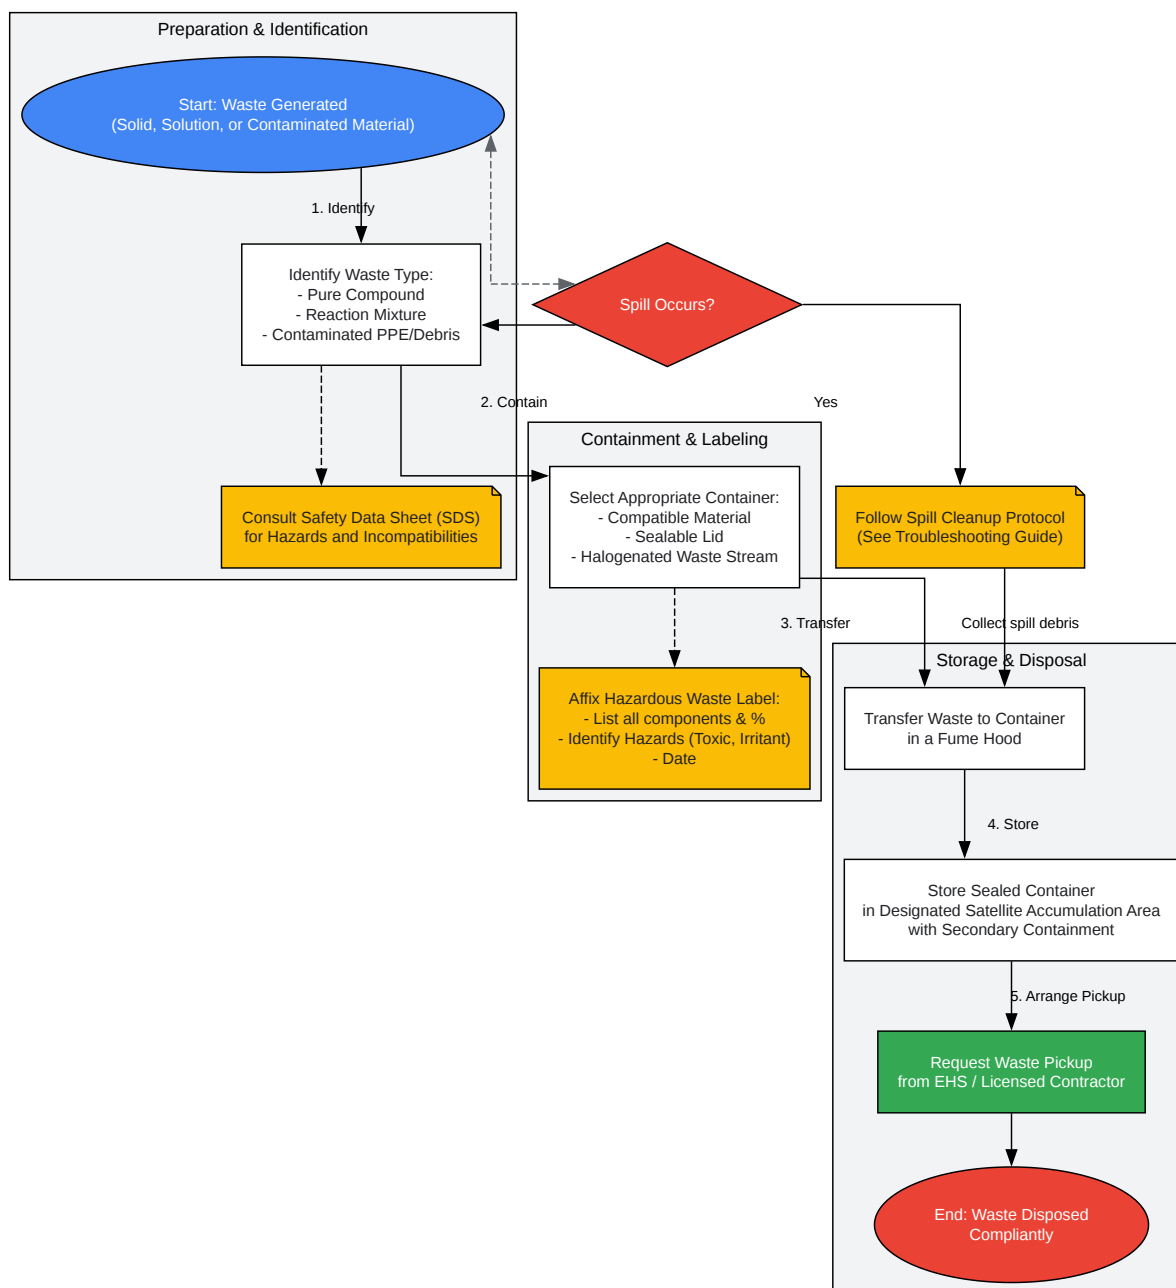 Preparation & Identification
Start: Waste Generated
(Solid, Solution, or Contaminated Material)
1. Identify
Identify Waste Type:
- Pure Compound
- Reaction Mixture
- Contaminated PPE/Debris
Spill Occurs?
2. Contain
Yes
Consult Safety Data Sheet (SDS)
for Hazards and Incompatibilities
Containment & Labeling
Select Appropriate Container:
- Compatible Material
- Sealable Lid
- Halogenated Waste Stream
Follow Spill Cleanup Protocol
(See Troubleshooting Guide)
3. Transfer
Collect spill debris
Affix Hazardous Waste Label:
- List all components & %
- Identify Hazards (Toxic, Irritant)
- Date
Storage & Disposal
Transfer Waste to Container
in a Fume Hood
4. Store
Store Sealed Container
in Designated Satellite Accumulation Area
with Secondary Containment
5. Arrange Pickup
Request Waste Pickup
from EHS / Licensed Contractor
End: Waste Disposed
Compliantly